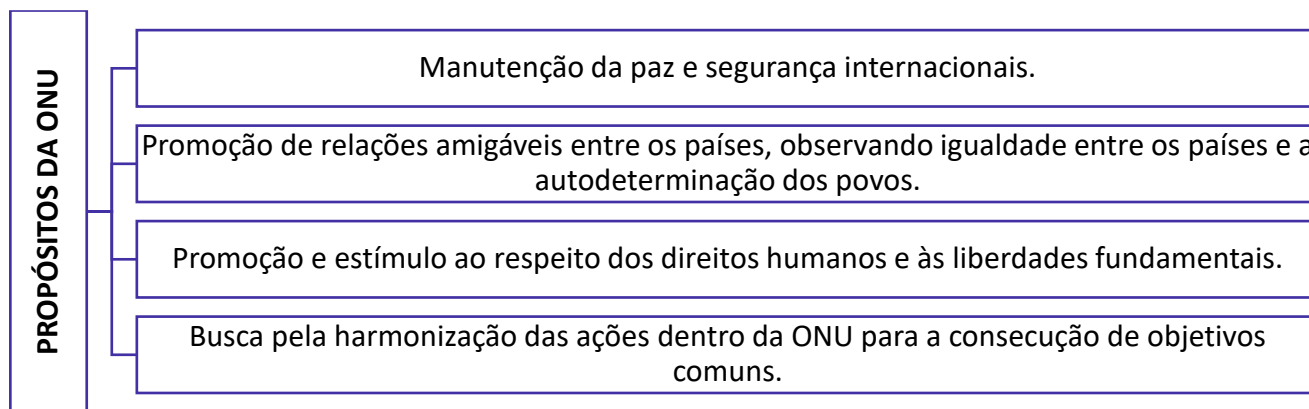 PROPÓSITOS DA ONU
Manutenção da paz e segurança internacionais.
Promoção de relações amigáveis entre os países, observando igualdade entre os países e a
autodeterminação dos povos.
Promoção e estímulo ao respeito dos direitos humanos e às liberdades fundamentais.
Busca pela harmonização das ações dentro da ONU para a consecução de objetivos
comuns.